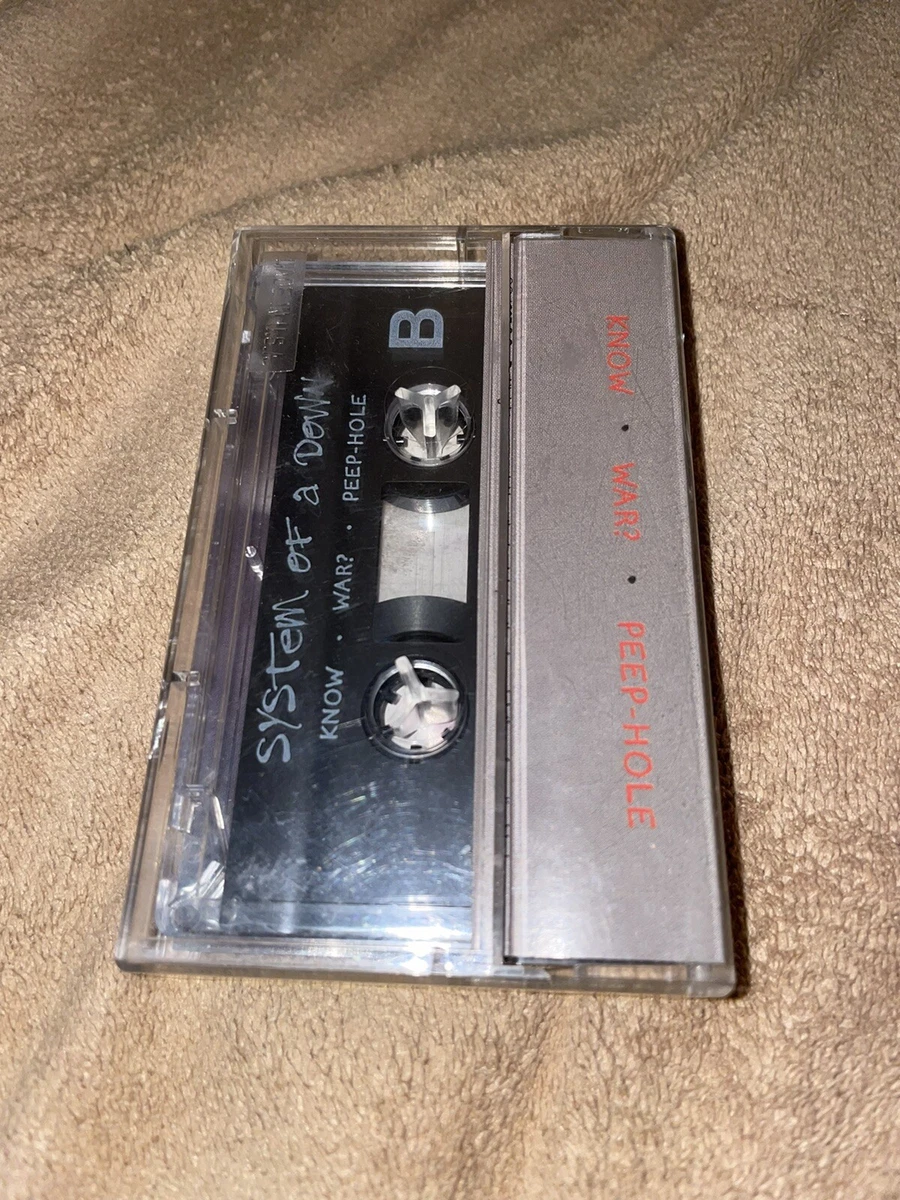 B
SYSTEM OF A DOWN
KNOW · WAR? · PEEP-HOLE
KNOW · WAR? · PEEP-HOLE